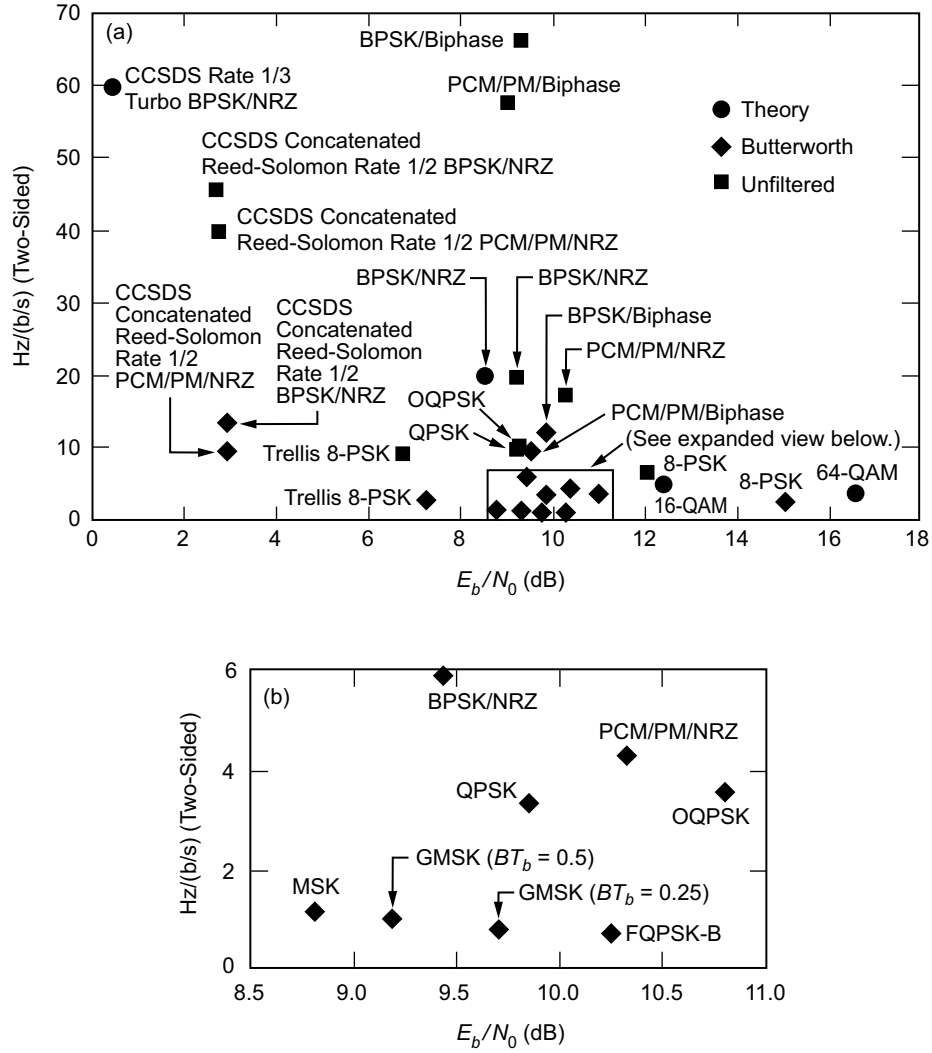 70
60
50
40
30
20
10
0
Hz/(b/s) (Two-Sided)
(a)
BPSK/Biphase
CCSDS Rate 1/3
Turbo BPSK/NRZ
PCM/PM/Biphase
Theory
Butterworth
Unfiltered
CCSDS Concatenated
Reed-Solomon Rate 1/2 BPSK/NRZ
CCSDS Concatenated
Reed-Solomon Rate 1/2 PCM/PM/NRZ
BPSK/NRZ
BPSK/NRZ
CCSDS
Concatenated
Reed-Solomon
Rate 1/2
PCM/PM/NRZ
CCSDS
Concatenated
Reed-Solomon
Rate 1/2
BPSK/NRZ
BPSK/Biphase
PCM/PM/NRZ
OQPSK
QPSK
PCM/PM/Biphase
(See expanded view below.)
Trellis 8-PSK
8-PSK
64-QAM
8-PSK
Trellis 8-PSK
16-QAM
0 2 4 6 8 10 12 14 16 18
E_b/N_0 (dB)
6
4
2
0
Hz/(b/s) (Two-Sided)
(b)
BPSK/NRZ
PCM/PM/NRZ
QPSK
OQPSK
GMSK (BT_b = 0.5)
MSK
GMSK (BT_b = 0.25)
FQPSK-B
8.5 9.0 9.5 10.0 10.5 11.0
E_b/N_0 (dB)